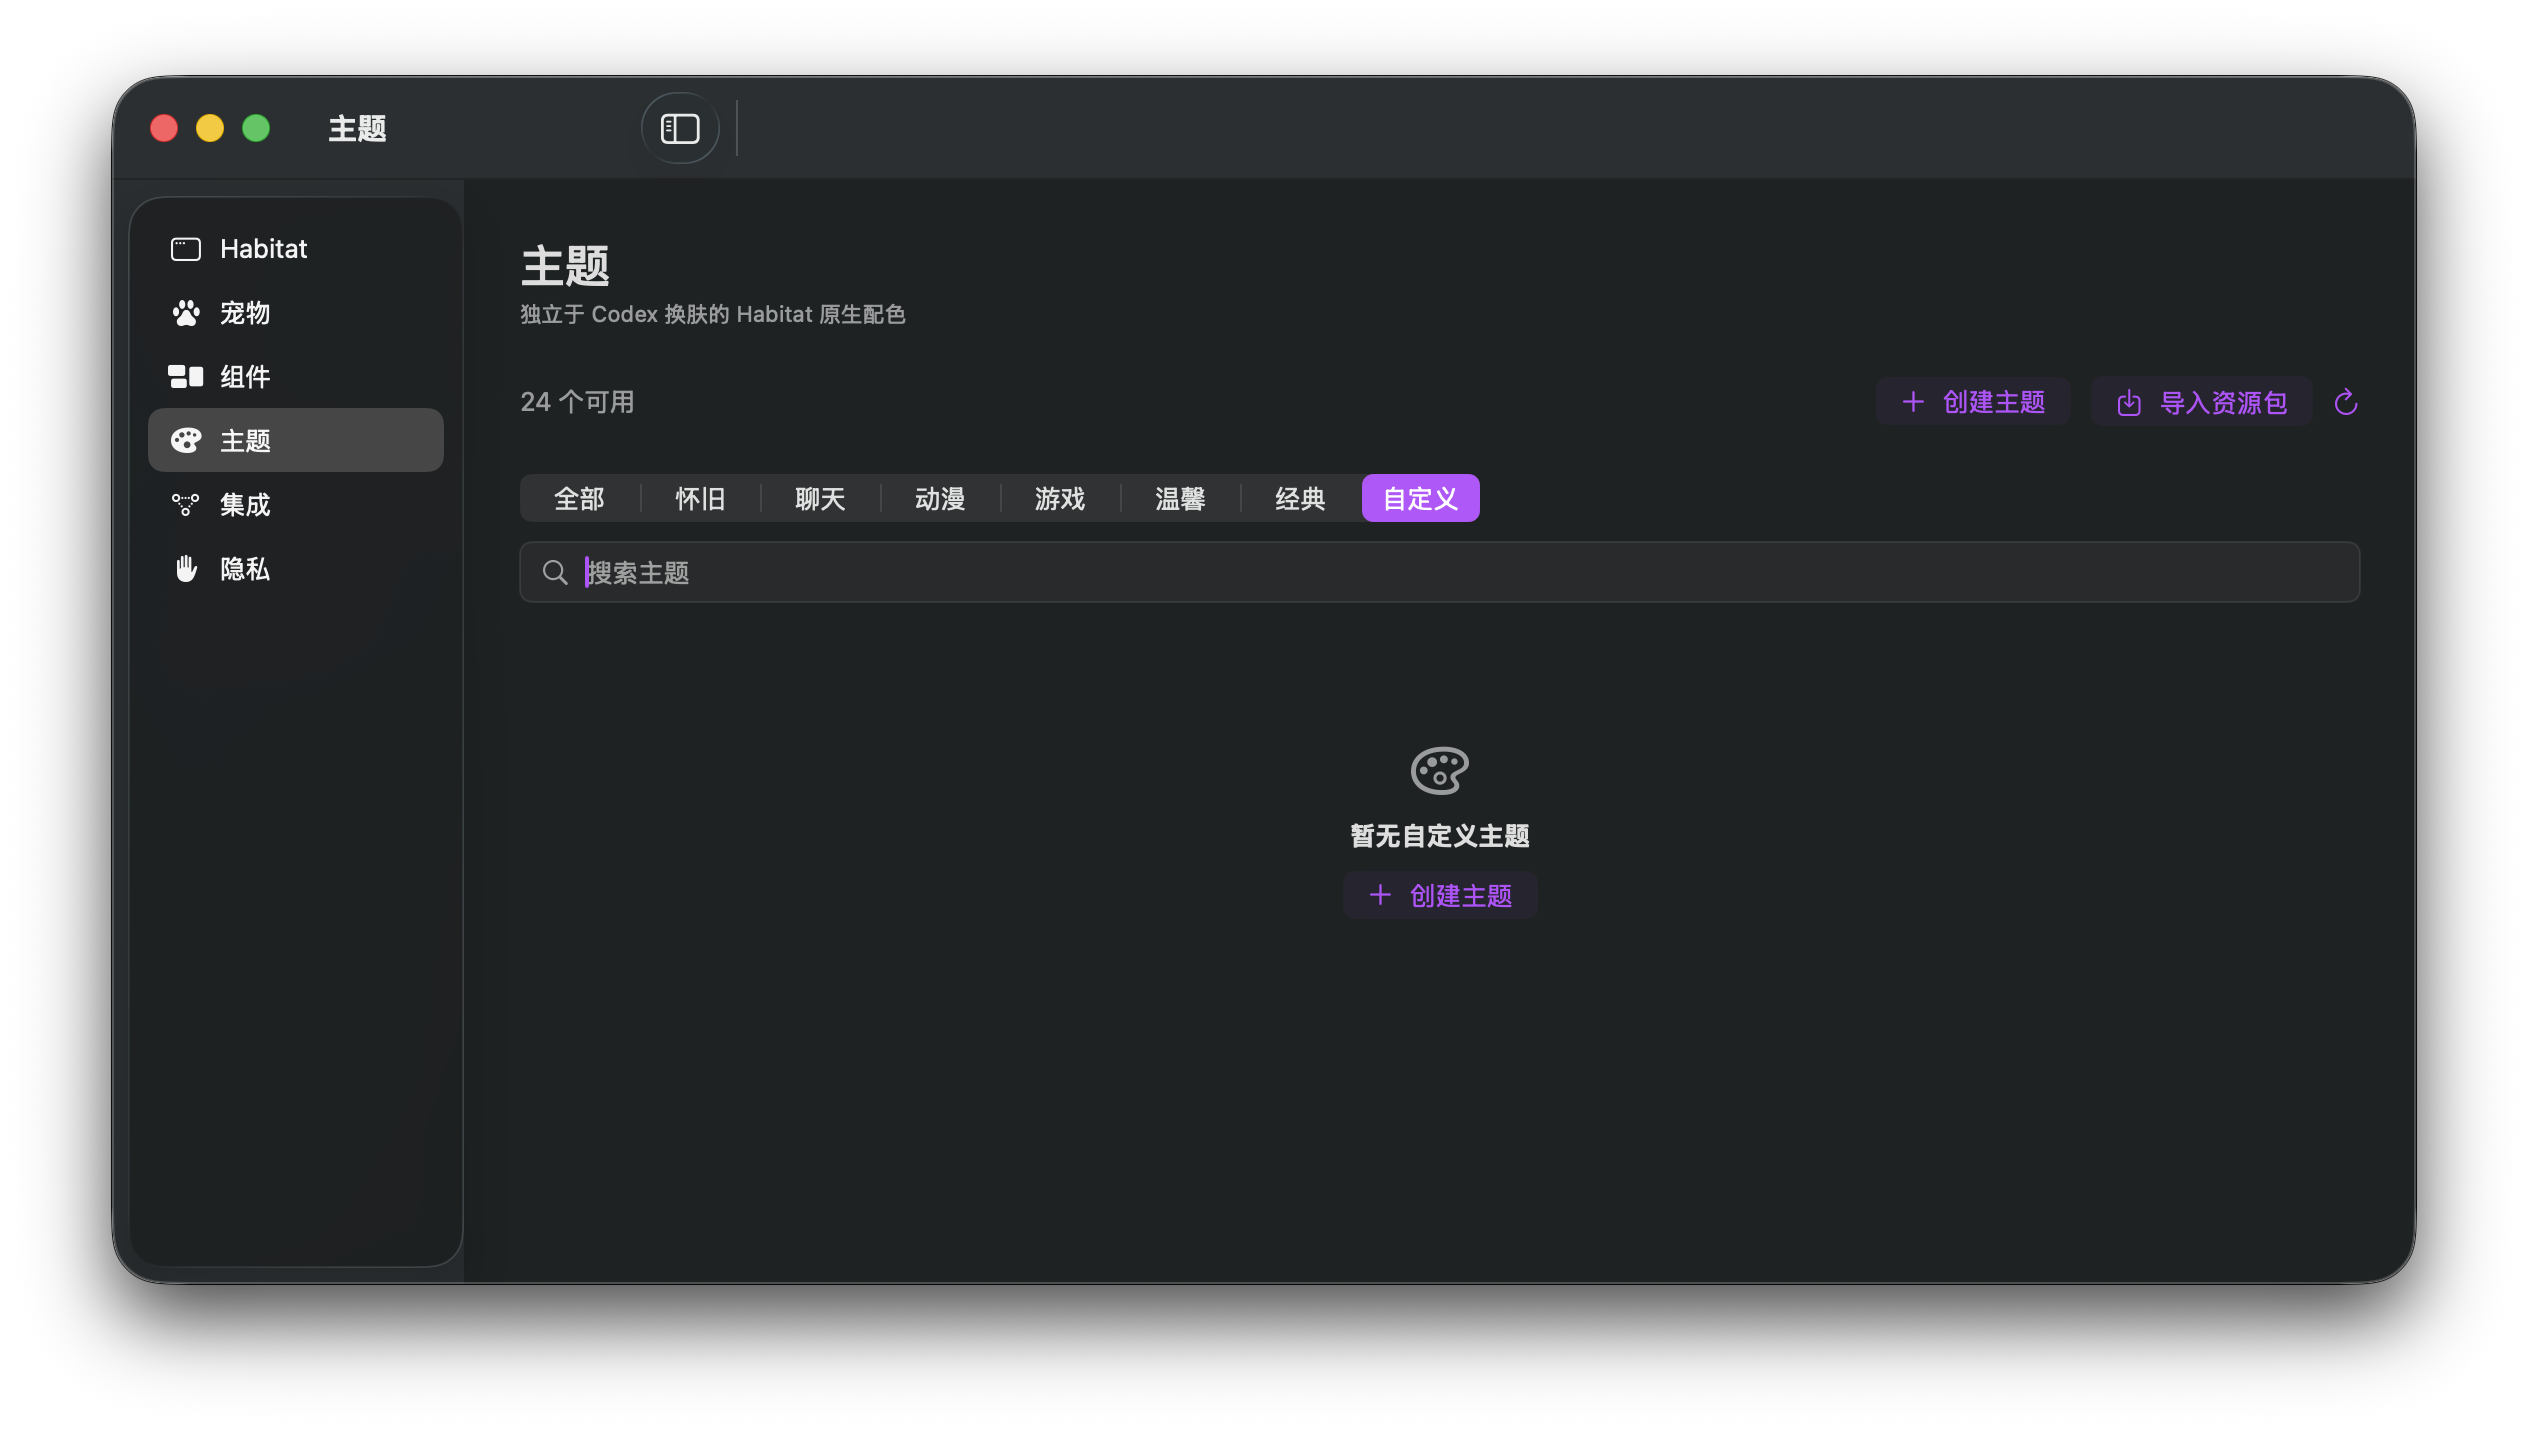 主题
Habitat
宠物
组件
主题
集成
隐私
主题
独立于 Codex 换肤的 Habitat 原生配色
24 个可用
创建主题
导入资源包
全部
怀旧
聊天
动漫
游戏
温馨
经典
自定义
搜索主题
暂无自定义主题
创建主题